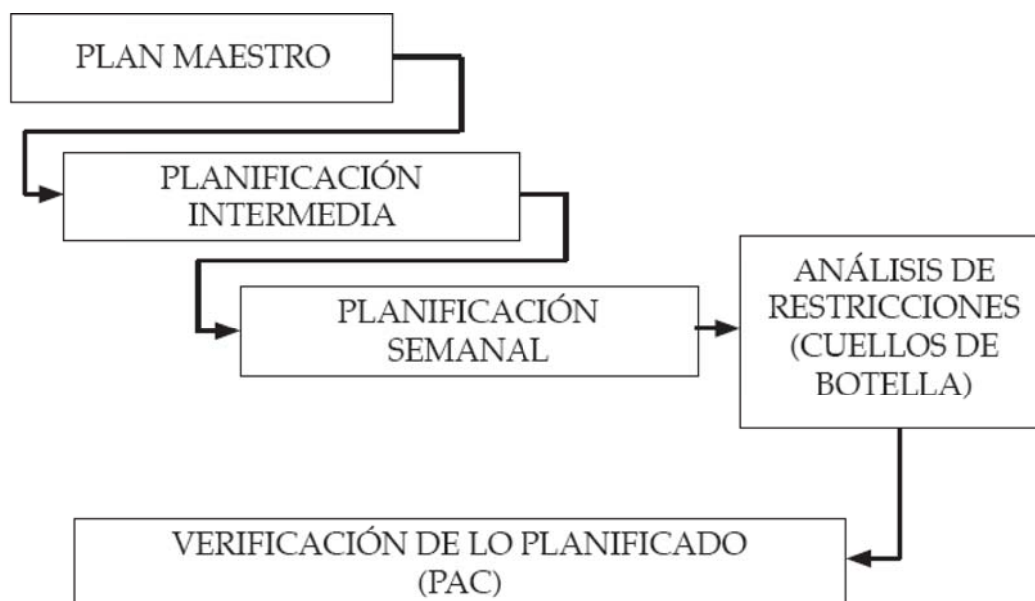 PLAN MAESTRO
PLANIFICACIÓN
INTERMEDIA
PLANIFICACIÓN
SEMANAL
ANÁLISIS DE
RESTRICCIONES
(CUELLOS DE
BOTELLA)
VERIFICACIÓN DE LO PLANIFICADO
(PAC)